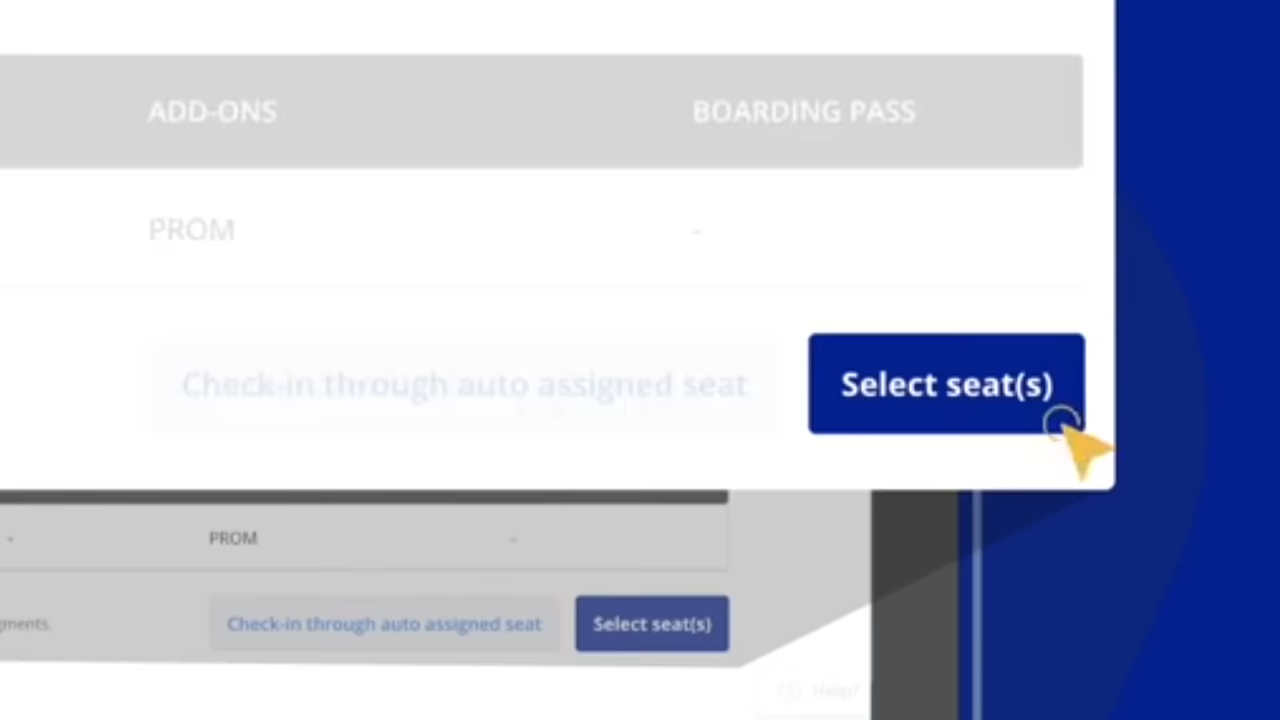 ADD-ONS BOARDING PASS
PROM -
Check-in through auto assigned seat Select seat(s)
- PROM -
gments. Check-in through auto assigned seat Select seat(s)
Help?